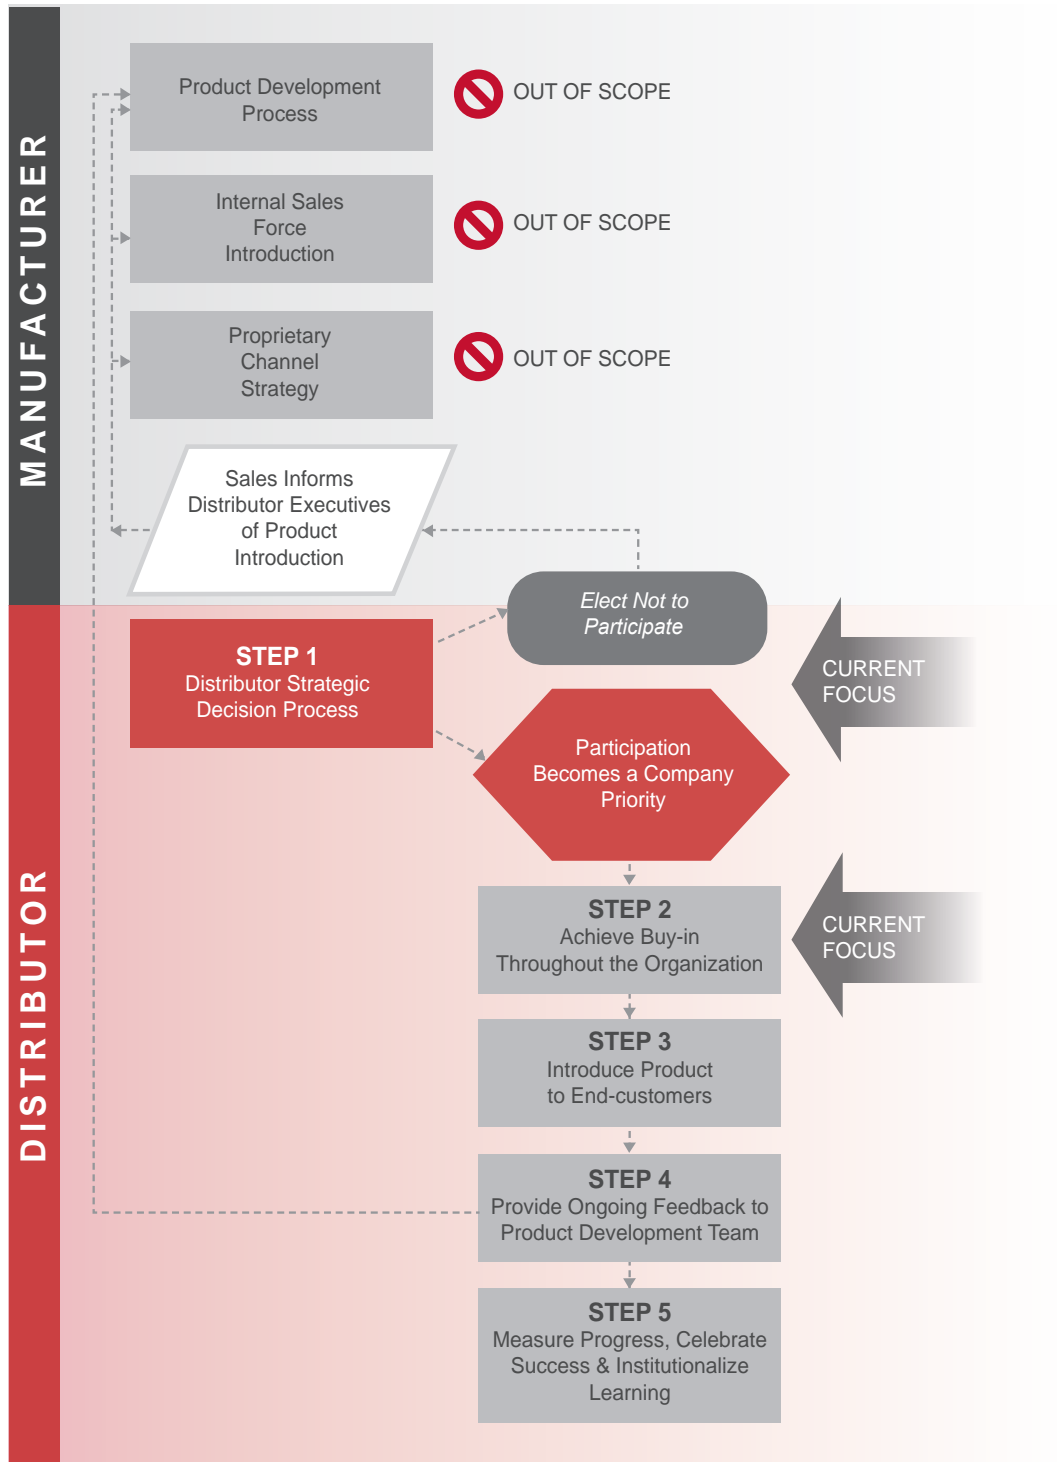 MANUFACTURER
Product Development
Process
OUT OF SCOPE
Internal Sales
Force
Introduction
OUT OF SCOPE
Proprietary
Channel
Strategy
OUT OF SCOPE
Sales Informs
Distributor Executives
of Product
Introduction
DISTRIBUTOR
Elect Not to
Participate
STEP 1
Distributor Strategic
Decision Process
CURRENT
FOCUS
Participation
Becomes a Company
Priority
STEP 2
Achieve Buy-in
Throughout the Organization
CURRENT
FOCUS
STEP 3
Introduce Product
to End-customers
STEP 4
Provide Ongoing Feedback to
Product Development Team
STEP 5
Measure Progress, Celebrate
Success & Institutionalize
Learning